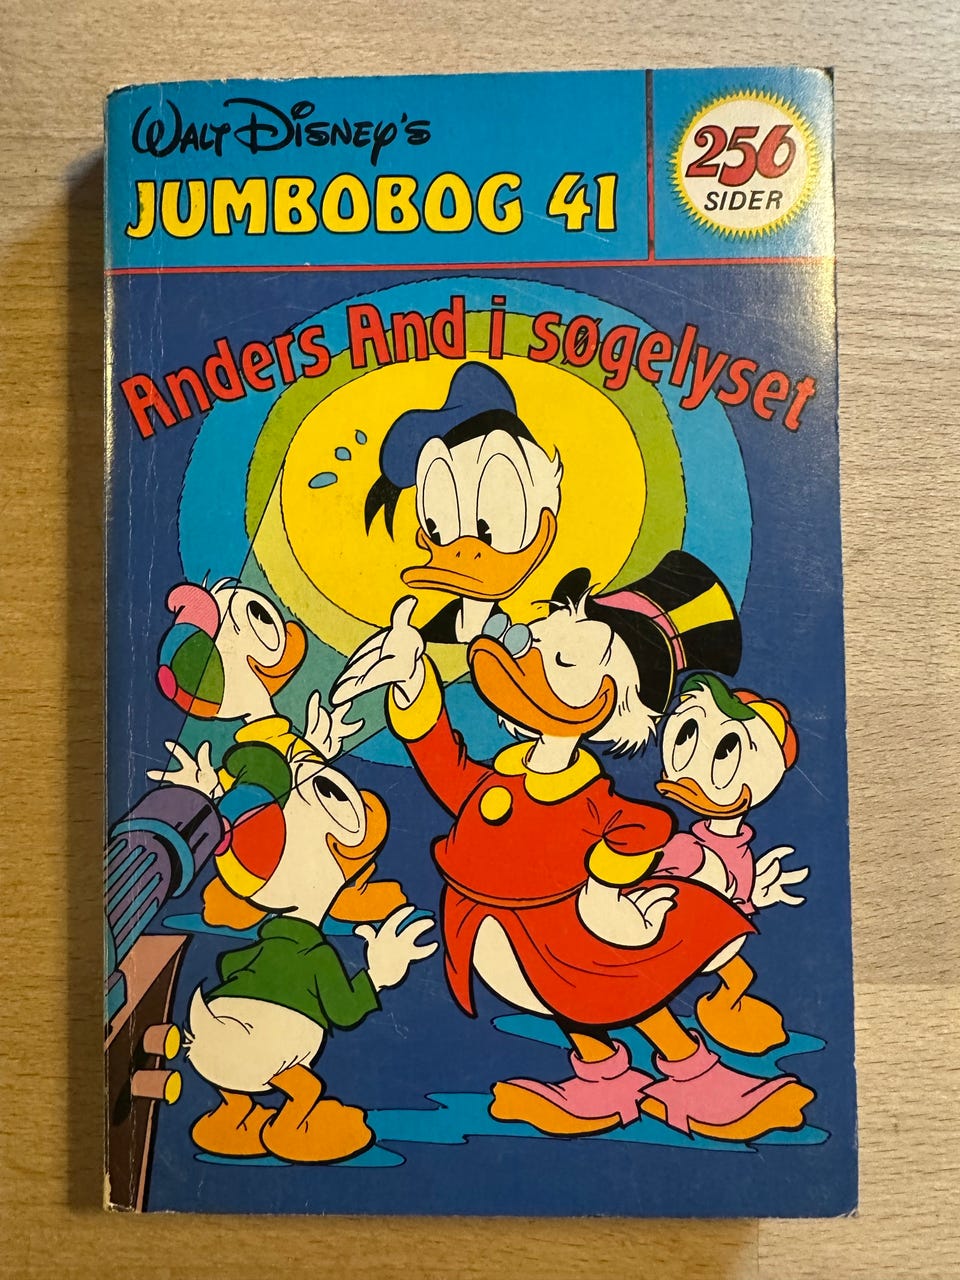 WALT DISNEY'S
JUMBOBOG 41
256
SIDER
Anders And i søgelyset